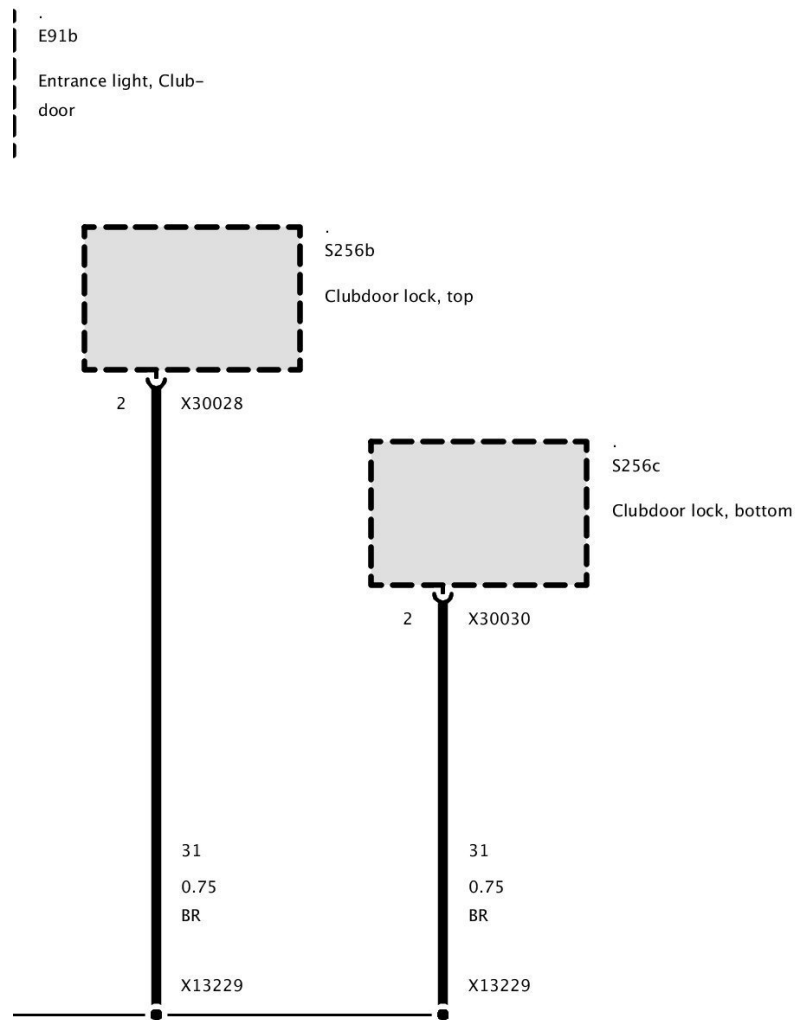 .
E91b
Entrance light, Club-
door
.
S256b
Clubdoor lock, top
2 X30028
.
S256c
Clubdoor lock, bottom
2 X30030
31 31
0.75 0.75
BR BR
X13229 X13229